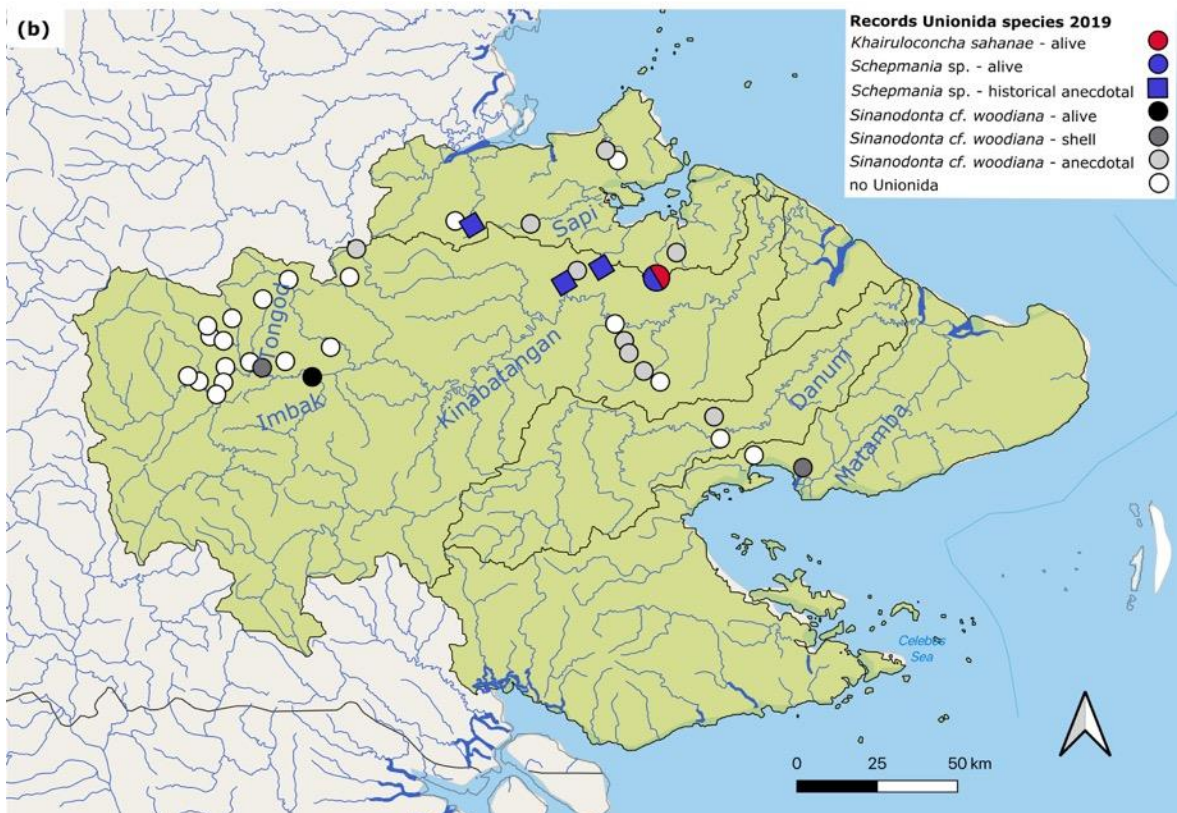 (b)
Records Unionida species 2019
Khairuloconcha sahanae - alive
Schepmania sp. - alive
Schepmania sp. - historical anecdotal
Sinanodonta cf. woodiana - alive
Sinanodonta cf. woodiana - shell
Sinanodonta cf. woodiana - anecdotal
no Unionida
Sapi
Tongod
Kinabatangan
Imbak
Danum
Matamba
Celebes
Sea
0 25 50 km